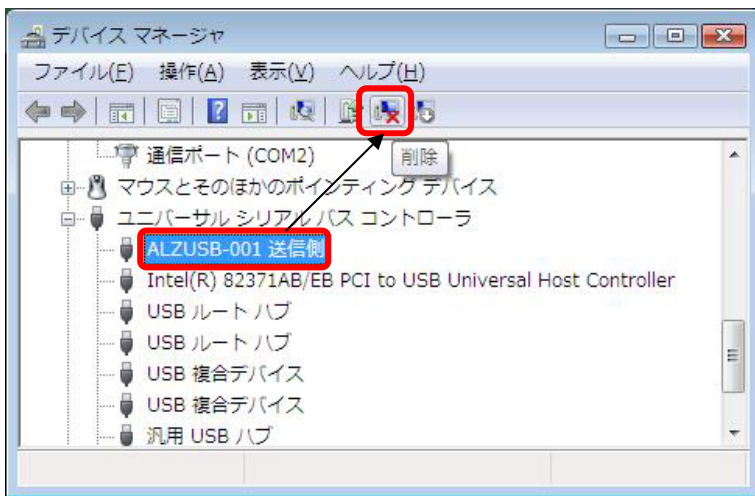 デバイス マネージャ
ファイル(F) 操作(A) 表示(V) ヘルプ(H)
通信ポート (COM2)
削除
マウスとそのほかのポインティング デバイス
ユニバーサル シリアル バス コントローラ
ALZUSB-001 送信側
Intel(R) 82371AB/EB PCI to USB Universal Host Controller
USB ルート ハブ
USB ルート ハブ
USB 複合デバイス
USB 複合デバイス
汎用 USB ハブ